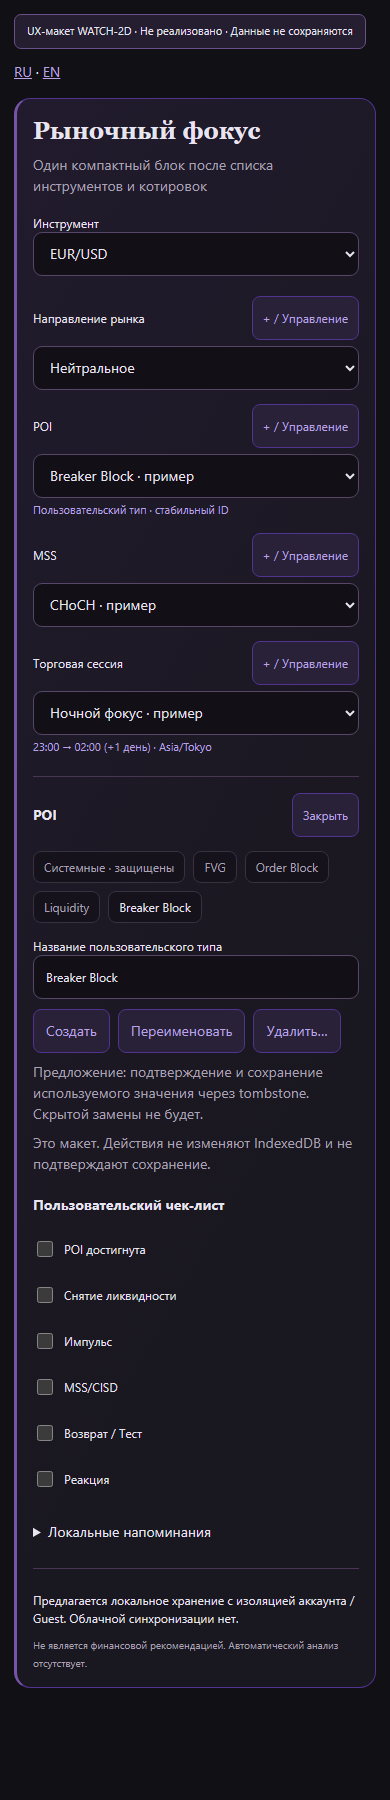 UX-макет WATCH-2D · Не реализовано · Данные не сохраняются
RU · EN
Рыночный фокус
Один компактный блок после списка
инструментов и котировок
Инструмент
EUR/USD
Направление рынка
+ / Управление
Нейтральное
POI
+ / Управление
Breaker Block · пример
Пользовательский тип · стабильный ID
MSS
+ / Управление
CHoCH · пример
Торговая сессия
+ / Управление
Ночной фокус · пример
23:00 → 02:00 (+1 день) · Asia/Tokyo
POI
Закрыть
Системные · защищены
FVG
Order Block
Liquidity
Breaker Block
Название пользовательского типа
Breaker Block
Создать
Переименовать
Удалить...
Предложение: подтверждение и сохранение
используемого значения через tombstone.
Скрытой замены не будет.
Это макет. Действия не изменяют IndexedDB и не
подтверждают сохранение.
Пользовательский чек-лист
POI достигнута
Снятие ликвидности
Импульс
MSS/CISD
Возврат / Тест
Реакция
Локальные напоминания
Предлагается локальное хранение с изоляцией аккаунта /
Guest. Облачной синхронизации нет.
Не является финансовой рекомендацией. Автоматический анализ
отсутствует.